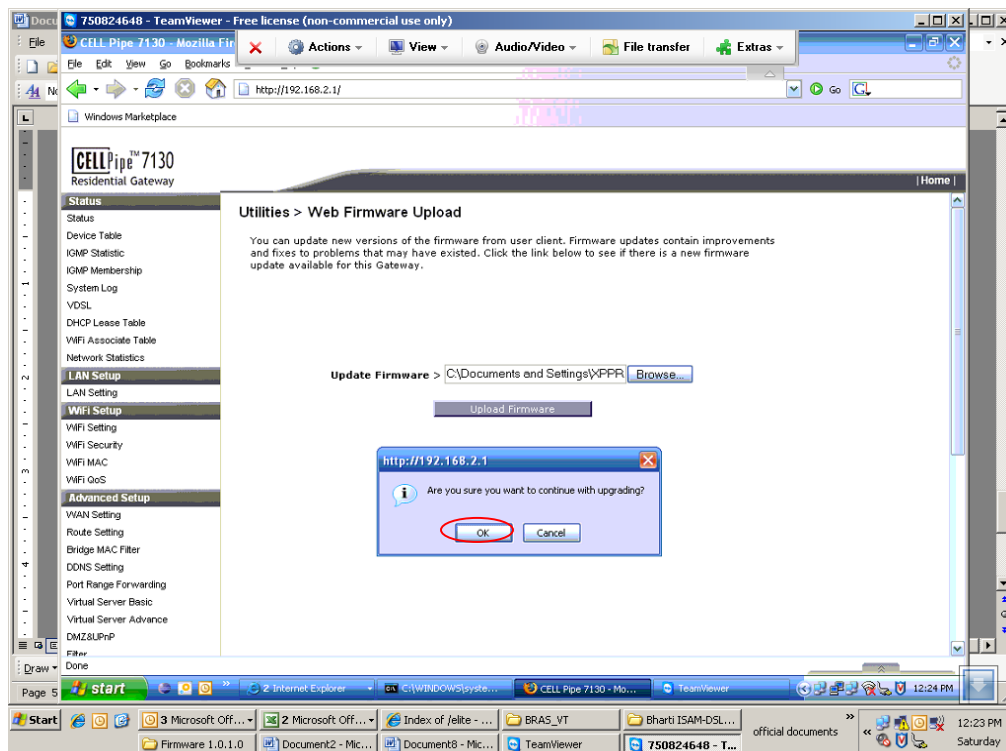 Docu
750824648 - TeamViewer - Free license (non-commercial use only)
File
CELL Pipe 7130 - Mozilla Fir
Actions
View
Audio/Video
File transfer
Extras
File Edit View Go Bookmarks
http://192.168.2.1/
Go
Windows Marketplace
CELLPipe™ 7130
Residential Gateway
| Home |
Status
Status
Device Table
IGMP Statistic
IGMP Membership
System Log
VDSL
DHCP Lease Table
WiFi Associate Table
Network Statistics
LAN Setup
LAN Setting
WiFi Setup
WiFi Setting
WiFi Security
WiFi MAC
WiFi QoS
Advanced Setup
WAN Setting
Route Setting
Bridge MAC Filter
DDNS Setting
Port Range Forwarding
Virtual Server Basic
Virtual Server Advance
DMZ&UPnP
Filter
Utilities > Web Firmware Upload
You can update new versions of the firmware from user client. Firmware updates contain improvements
and fixes to problems that may have existed. Click the link below to see if there is a new firmware
update available for this Gateway.
Update Firmware > C:\Documents and Settings\XPPR Browse...
Upload Firmware
http://192.168.2.1
Are you sure you want to continue with upgrading?
OK Cancel
Done
Draw
Page 5
start
2 Internet Explorer
C:\WINDOWS\syste...
CELL Pipe 7130 - Mo...
TeamViewer
12:24 PM
Start
3 Microsoft Off...
2 Microsoft Off...
Index of /elite - ...
BRAS_VT
Bharti ISAM-DSL...
official documents
12:23 PM
Firmware 1.0.1.0
Document2 - Mic...
Document8 - Mic...
TeamViewer
750824648 - T...
Saturday